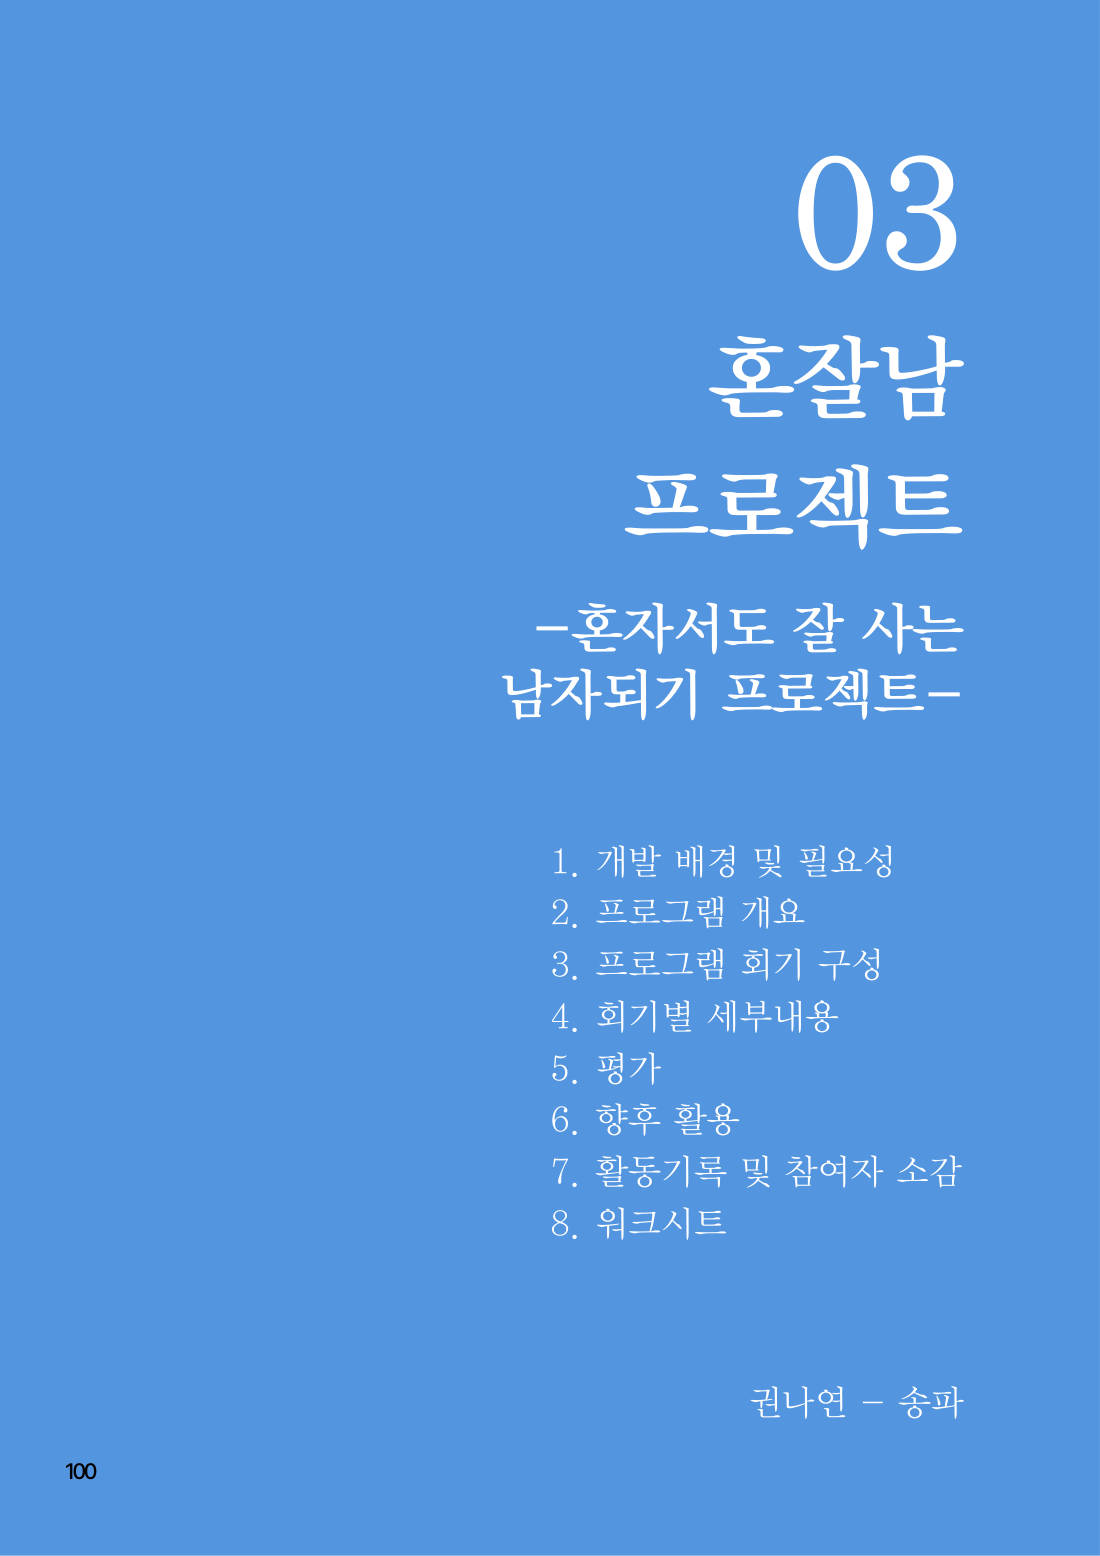 03
혼잘남
프로젝트
-혼자서도 잘 사는
남자되기 프로젝트-
1. 개발 배경 및 필요성
2. 프로그램 개요
3. 프로그램 회기 구성
4. 회기별 세부내용
5. 평가
6. 향후 활용
7. 활동기록 및 참여자 소감
8. 워크시트
권나연 - 송파
100